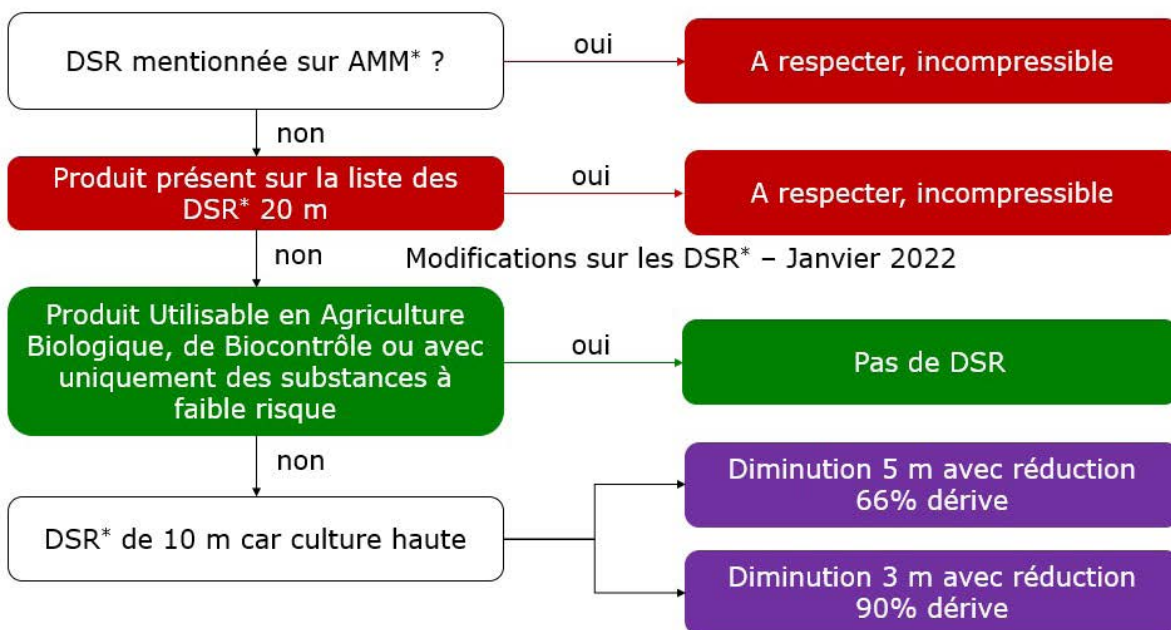 DSR mentionnée sur AMM* ?
oui
A respecter, incompressible
non
Produit présent sur la liste des
DSR* 20 m
oui
A respecter, incompressible
non
Modifications sur les DSR* – Janvier 2022
Produit Utilisable en Agriculture
Biologique, de Biocontrôle ou avec
uniquement des substances à
faible risque
oui
Pas de DSR
non
DSR* de 10 m car culture haute
Diminution 5 m avec réduction
66% dérive
Diminution 3 m avec réduction
90% dérive